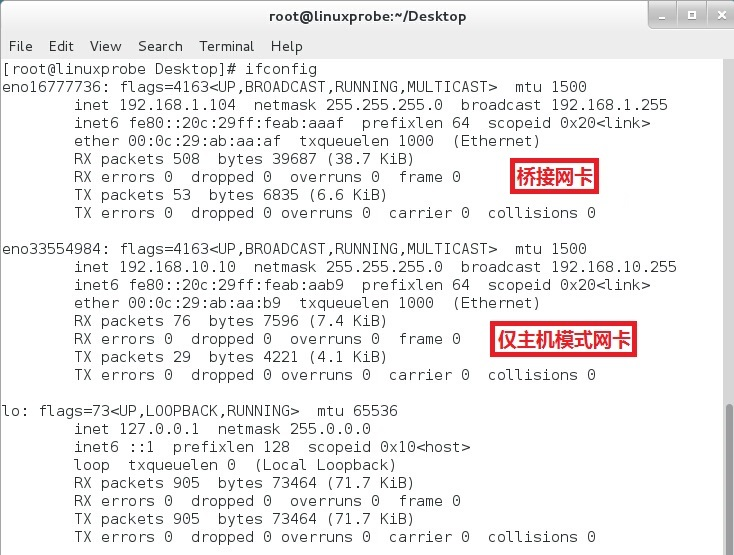 root@linuxprobe:~/Desktop
File Edit View Search Terminal Help
[root@linuxprobe Desktop]# ifconfig
eno16777736: flags=4163<UP,BROADCAST,RUNNING,MULTICAST>  mtu 1500
        inet 192.168.1.104  netmask 255.255.255.0  broadcast 192.168.1.255
        inet6 fe80::20c:29ff:feab:aaaf  prefixlen 64  scopeid 0x20<link>
        ether 00:0c:29:ab:aa:af  txqueuelen 1000  (Ethernet)
        RX packets 508  bytes 39687 (38.7 KiB)
        RX errors 0  dropped 0  overruns 0  frame 0
桥接网卡
        TX packets 53  bytes 6835 (6.6 KiB)
        TX errors 0  dropped 0 overruns 0  carrier 0  collisions 0
eno33554984: flags=4163<UP,BROADCAST,RUNNING,MULTICAST>  mtu 1500
        inet 192.168.10.10  netmask 255.255.255.0  broadcast 192.168.10.255
        inet6 fe80::20c:29ff:feab:aab9  prefixlen 64  scopeid 0x20<link>
        ether 00:0c:29:ab:aa:b9  txqueuelen 1000  (Ethernet)
        RX packets 76  bytes 7596 (7.4 KiB)
        RX errors 0  dropped 0  overruns 0  frame 0
仅主机模式网卡
        TX packets 29  bytes 4221 (4.1 KiB)
        TX errors 0  dropped 0 overruns 0  carrier 0  collisions 0
lo: flags=73<UP,LOOPBACK,RUNNING>  mtu 65536
        inet 127.0.0.1  netmask 255.0.0.0
        inet6 ::1  prefixlen 128  scopeid 0x10<host>
        loop  txqueuelen 0  (Local Loopback)
        RX packets 905  bytes 73464 (71.7 KiB)
        RX errors 0  dropped 0  overruns 0  frame 0
        TX packets 905  bytes 73464 (71.7 KiB)
        TX errors 0  dropped 0 overruns 0  carrier 0  collisions 0